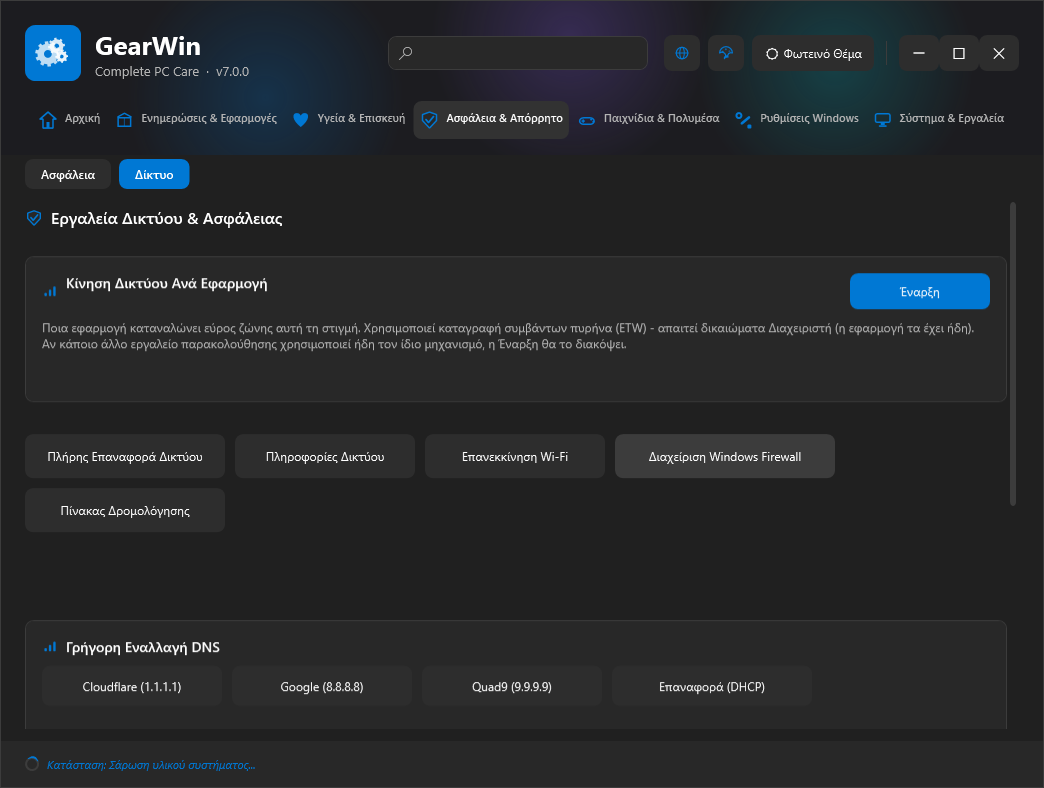 GearWin
Complete PC Care · v7.0.0
Φωτεινό Θέμα
Αρχική
Ενημερώσεις & Εφαρμογές
Υγεία & Επισκευή
Ασφάλεια & Απόρρητο
Παιχνίδια & Πολυμέσα
Ρυθμίσεις Windows
Σύστημα & Εργαλεία
Ασφάλεια
Δίκτυο
Εργαλεία Δικτύου & Ασφάλειας
Κίνηση Δικτύου Ανά Εφαρμογή
Έναρξη
Ποια εφαρμογή καταναλώνει εύρος ζώνης αυτή τη στιγμή. Χρησιμοποιεί καταγραφή συμβάντων πυρήνα (ETW) - απαιτεί δικαιώματα Διαχειριστή (η εφαρμογή τα έχει ήδη).
Αν κάποιο άλλο εργαλείο παρακολούθησης χρησιμοποιεί ήδη τον ίδιο μηχανισμό, η Έναρξη θα το διακόψει.
Πλήρης Επαναφορά Δικτύου
Πληροφορίες Δικτύου
Επανεκκίνηση Wi-Fi
Διαχείριση Windows Firewall
Πίνακας Δρομολόγησης
Γρήγορη Εναλλαγή DNS
Cloudflare (1.1.1.1)
Google (8.8.8.8)
Quad9 (9.9.9.9)
Επαναφορά (DHCP)
Κατάσταση: Σάρωση υλικού συστήματος...